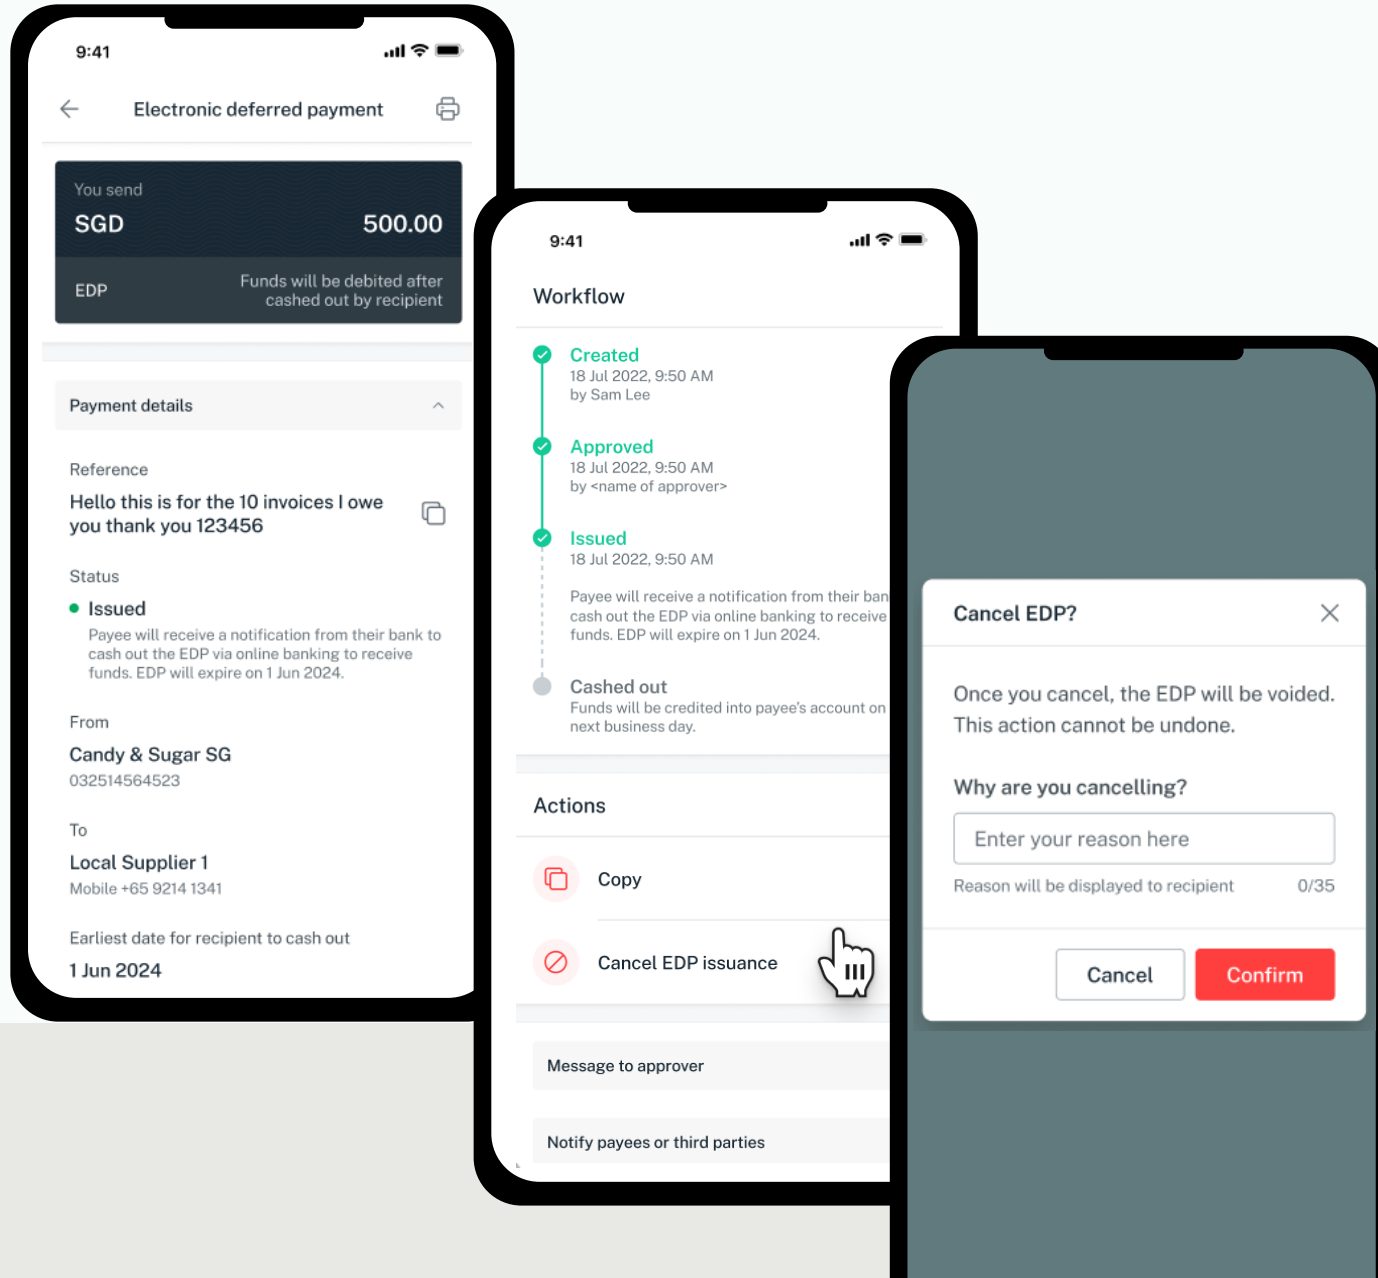 9:41
Electronic deferred payment
You send
SGD 500.00
EDP
Funds will be debited after
cashed out by recipient
Payment details
Reference
Hello this is for the 10 invoices I owe
you thank you 123456
Status
Issued
Payee will receive a notification from their bank to
cash out the EDP via online banking to receive
funds. EDP will expire on 1 Jun 2024.
From
Candy & Sugar SG
032514564523
To
Local Supplier 1
Mobile +65 9214 1341
Earliest date for recipient to cash out
1 Jun 2024
9:41
Workflow
Created
18 Jul 2022, 9:50 AM
by Sam Lee
Approved
18 Jul 2022, 9:50 AM
by <name of approver>
Issued
18 Jul 2022, 9:50 AM
Payee will receive a notification from their ban
cash out the EDP via online banking to receive
funds. EDP will expire on 1 Jun 2024.
Cashed out
Funds will be credited into payee's account on
next business day.
Actions
Copy
Cancel EDP issuance
Message to approver
Notify payees or third parties
Cancel EDP?
Once you cancel, the EDP will be voided.
This action cannot be undone.
Why are you cancelling?
Enter your reason here
Reason will be displayed to recipient 0/35
Cancel Confirm